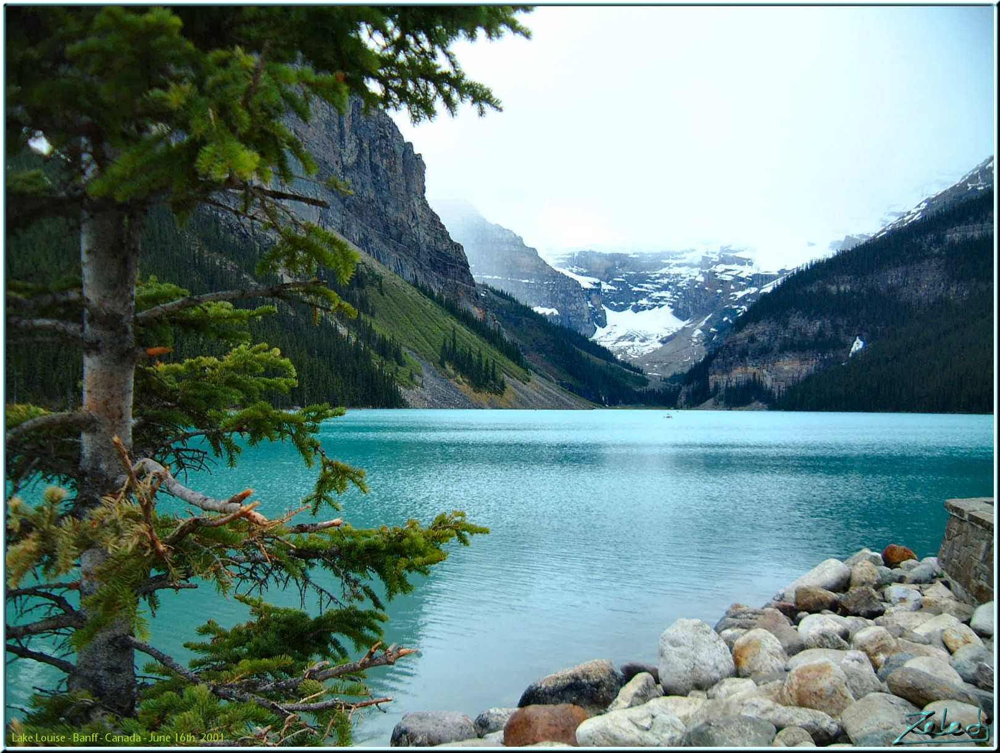 Lake Louise - Banff - Canada - June 16th, 2001
Zeledi